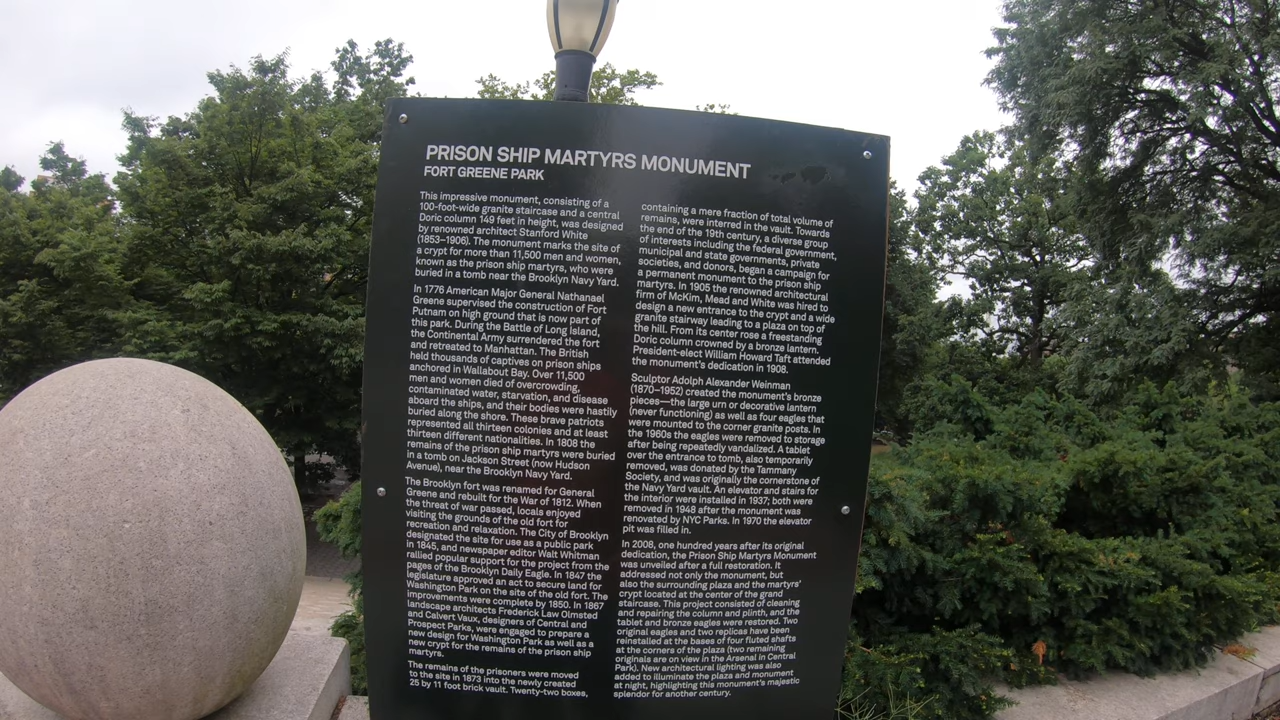 PRISON SHIP MARTYRS MONUMENT
FORT GREENE PARK
This impressive monument, consisting of a
100-foot-wide granite staircase and a central
Doric column 149 feet in height, was designed
by renowned architect Stanford White
(1853–1906). The monument marks the site of
a crypt for more than 11,500 men and women,
known as the prison ship martyrs, who were
buried in a tomb near the Brooklyn Navy Yard.
In 1776 American Major General Nathanael
Greene supervised the construction of Fort
Putnam on high ground that is now part of
this park. During the Battle of Long Island,
the Continental Army surrendered the fort
and retreated to Manhattan. The British
held thousands of captives on prison ships
anchored in Wallabout Bay. Over 11,500
men and women died of overcrowding,
contaminated water, starvation, and disease
aboard the ships, and their bodies were hastily
buried along the shore. These brave patriots
represented all thirteen colonies and at least
thirteen different nationalities. In 1808 the
remains of the prison ship martyrs were buried
in a tomb on Jackson Street (now Hudson
Avenue), near the Brooklyn Navy Yard.
The Brooklyn fort was renamed for General
Greene and rebuilt for the War of 1812. When
the threat of war passed, locals enjoyed
visiting the grounds of the old fort for
recreation and relaxation. The City of Brooklyn
designated the site for use as a public park
in 1845, and newspaper editor Walt Whitman
rallied popular support for the project from the
pages of the Brooklyn Daily Eagle. In 1847 the
legislature approved an act to secure land for
Washington Park on the site of the old fort. The
improvements were complete by 1850. In 1867
landscape architects Frederick Law Olmsted
and Calvert Vaux, designers of Central and
Prospect Parks, were engaged to prepare a
new design for Washington Park as well as a
new crypt for the remains of the prison ship
martyrs.
The remains of the prisoners were moved
to the site in 1873 into the newly created
25 by 11 foot brick vault. Twenty-two boxes,
containing a mere fraction of total volume of
remains, were interred in the vault. Towards
the end of the 19th century, a diverse group
of interests including the federal government,
municipal and state governments, private
societies, and donors, began a campaign for
a permanent monument to the prison ship
martyrs. In 1905 the renowned architectural
firm of McKim, Mead and White was hired to
design a new entrance to the crypt and a wide
granite stairway leading to a plaza on top of
the hill. From its center rose a freestanding
Doric column crowned by a bronze lantern.
President-elect William Howard Taft attended
the monument's dedication in 1908.
Sculptor Adolph Alexander Weinman
(1870–1952) created the monument's bronze
pieces—the large urn or decorative lantern
(never functioning) as well as four eagles that
were mounted to the corner granite posts. In
the 1960s the eagles were removed to storage
after being repeatedly vandalized. A tablet
over the entrance to tomb, also temporarily
removed, was donated by the Tammany
Society, and was originally the cornerstone of
the Navy Yard vault. An elevator and stairs for
the interior were installed in 1937; both were
removed in 1948 after the monument was
renovated by NYC Parks. In 1970 the elevator
pit was filled in.
In 2008, one hundred years after its original
dedication, the Prison Ship Martyrs Monument
was unveiled after a full restoration. It
addressed not only the monument, but
also the surrounding plaza and the martyrs'
crypt located at the center of the grand
staircase. This project consisted of cleaning
and repairing the column and plinth, and the
tablet and bronze eagles were restored. Two
original eagles and two replicas have been
reinstalled at the bases of four fluted shafts
at the corners of the plaza (two remaining
originals are on view in the Arsenal in Central
Park). New architectural lighting was also
added to illuminate the plaza and monument
at night, highlighting this monument's majestic
splendor for another century.